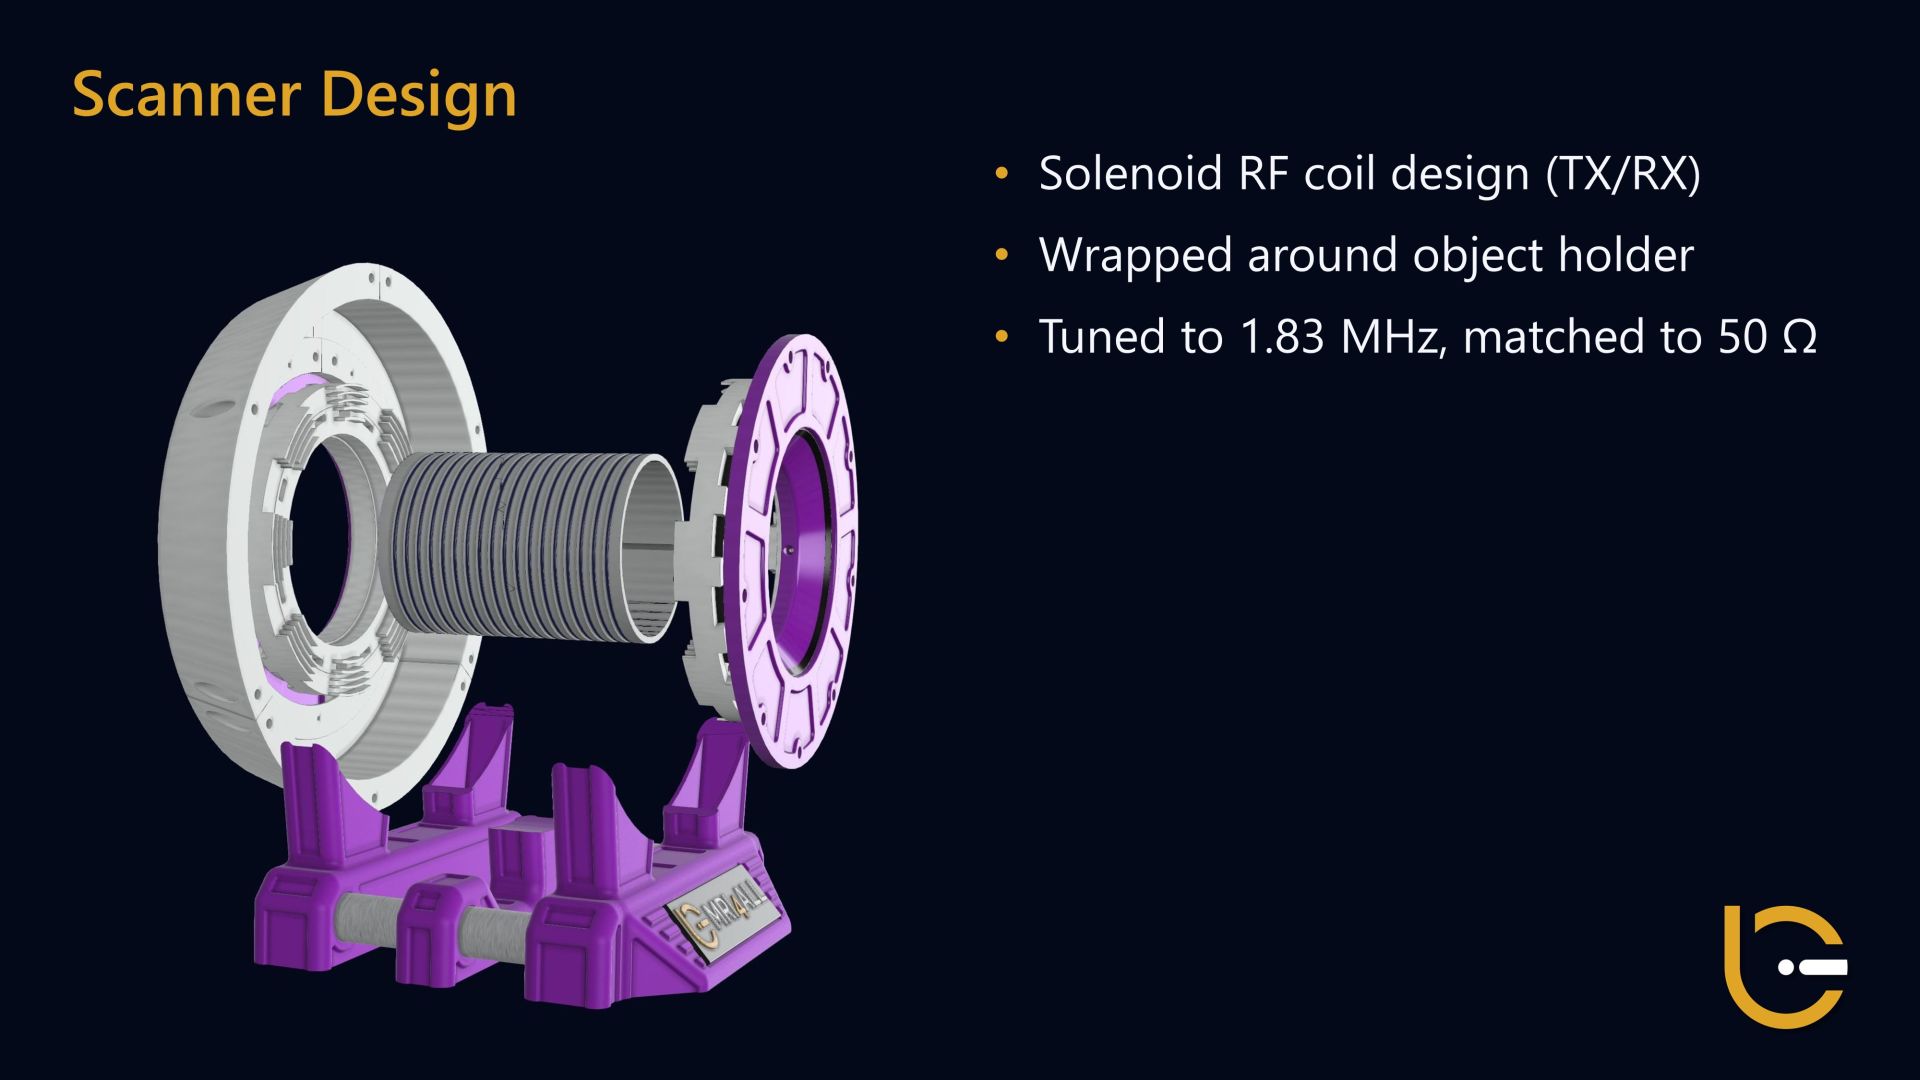 Scanner Design
• Solenoid RF coil design (TX/RX)
• Wrapped around object holder
• Tuned to 1.83 MHz, matched to 50 Ω
MRI4ALL